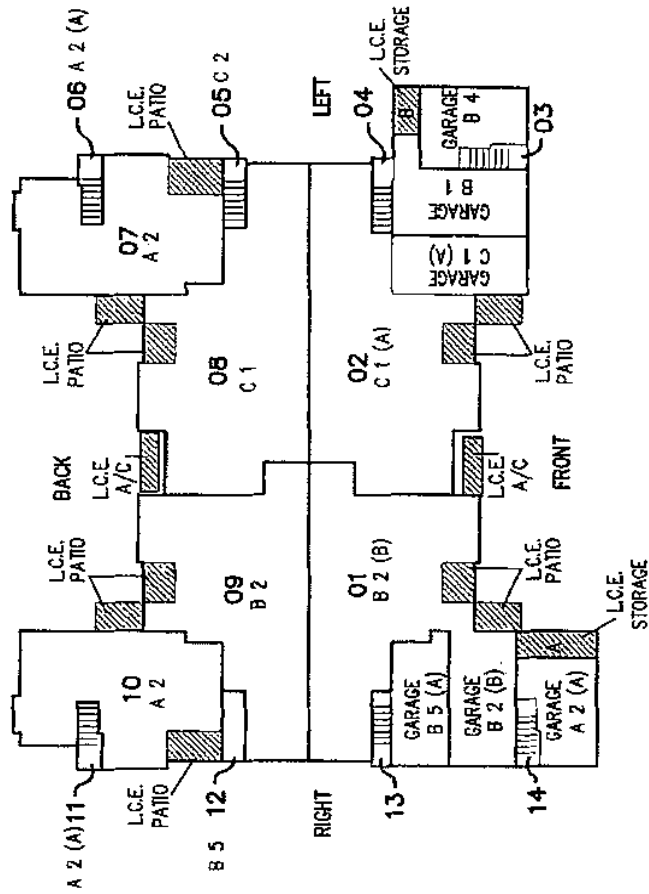 A 2 (A) 11
10
A 2
L.C.E.
PATIO
12
B 5
L.C.E.
PATIO
BACK
L.C.E.
A/C
L.C.E.
PATIO
07
A 2
06 A 2 (A)
L.C.E.
PATIO
05 C 2
09
B 2
08
C 1
RIGHT
LEFT
01
B 2 (B)
02
C 1 (A)
13
04
GARAGE
B 5 (A)
GARAGE
B 2 (B)
14
GARAGE
A 2 (A)
A
L.C.E.
STORAGE
L.C.E.
PATIO
L.C.E.
A/C
FRONT
L.C.E.
PATIO
GARAGE
C 1 (A)
GARAGE
B 1
B
L.C.E.
STORAGE
GARAGE
B 4
03